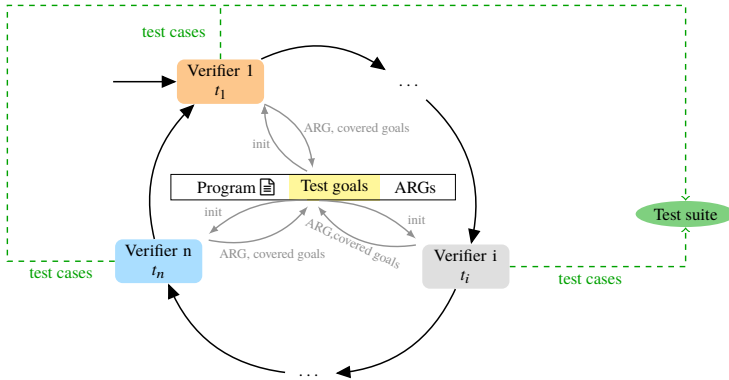 test cases
Verifier 1
t1
...
ARG, covered goals
init
Program Test goals ARGs
init
init
ARG,covered goals
ARG, covered goals
Test suite
Verifier n
tn
Verifier i
ti
test cases
test cases
...